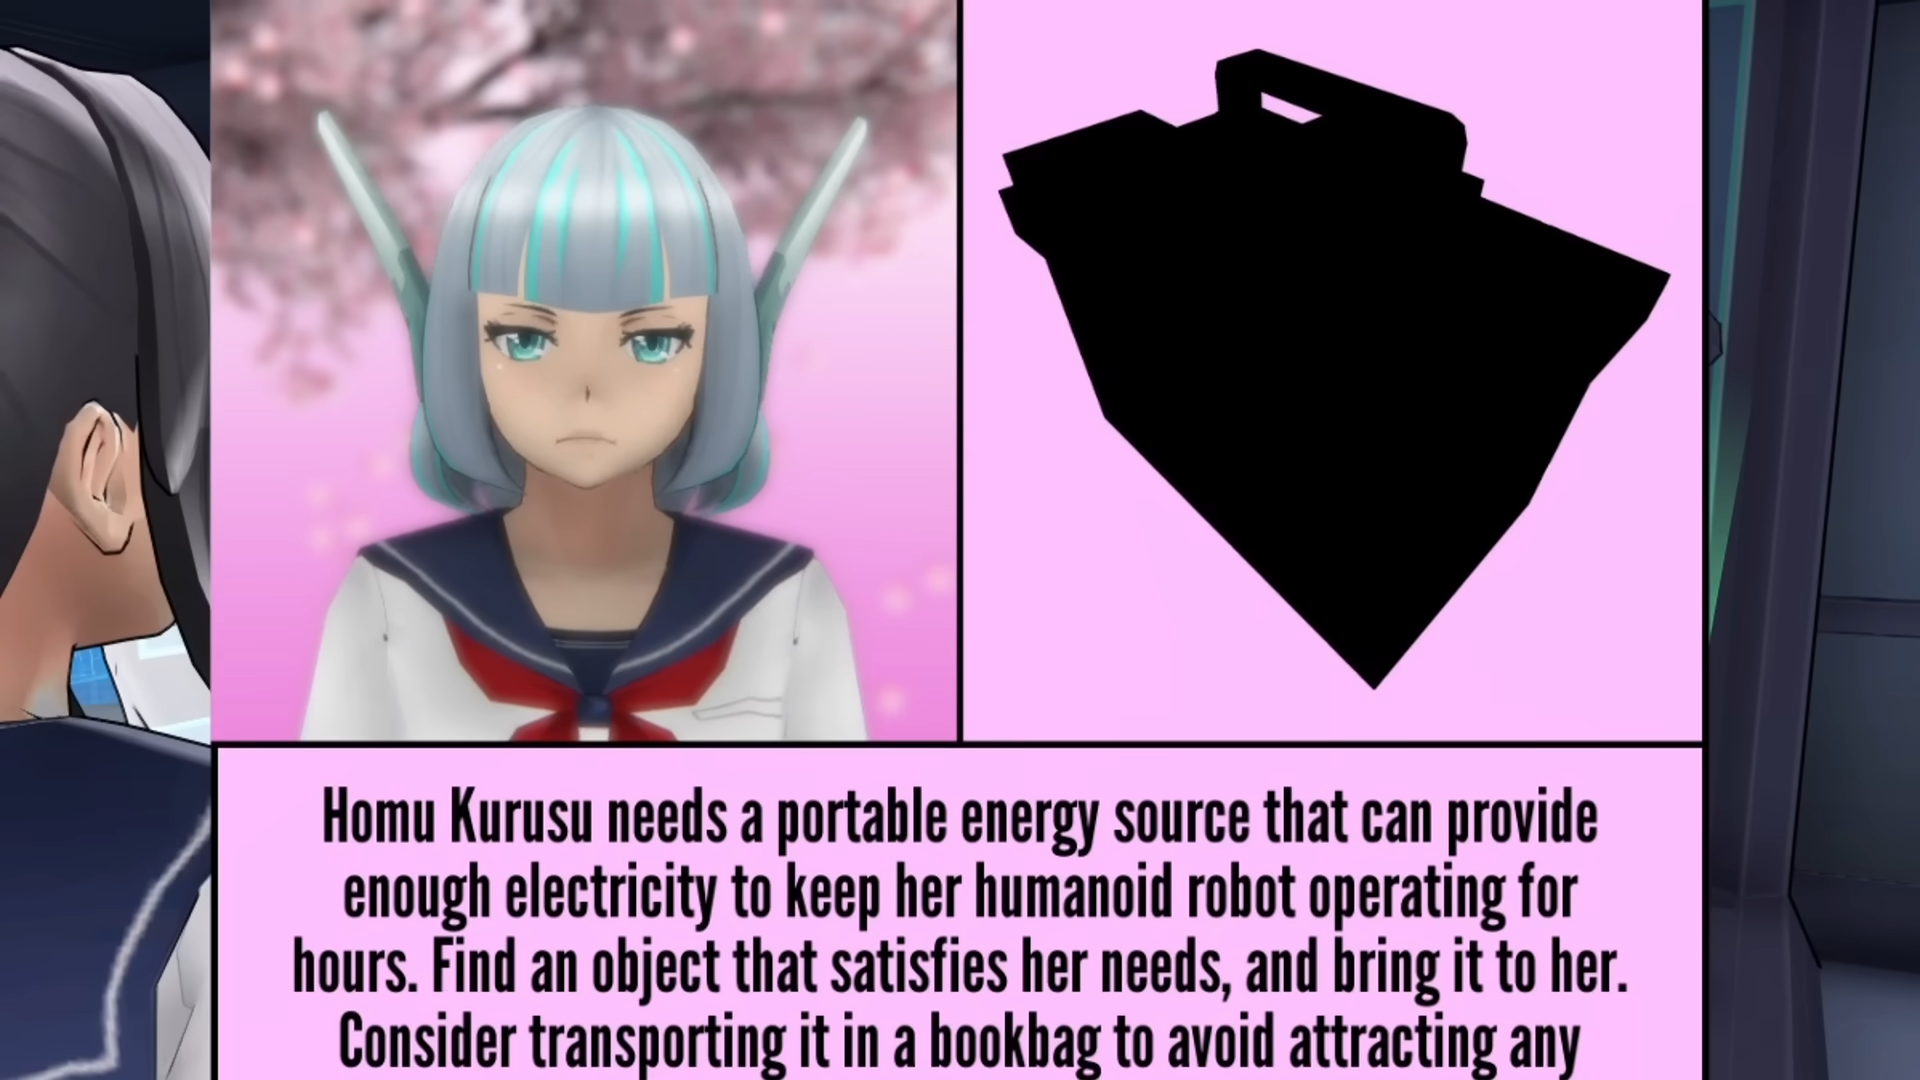 Homu Kurusu needs a portable energy source that can provide
enough electricity to keep her humanoid robot operating for
hours. Find an object that satisfies her needs, and bring it to her.
Consider transporting it in a bookbag to avoid attracting any